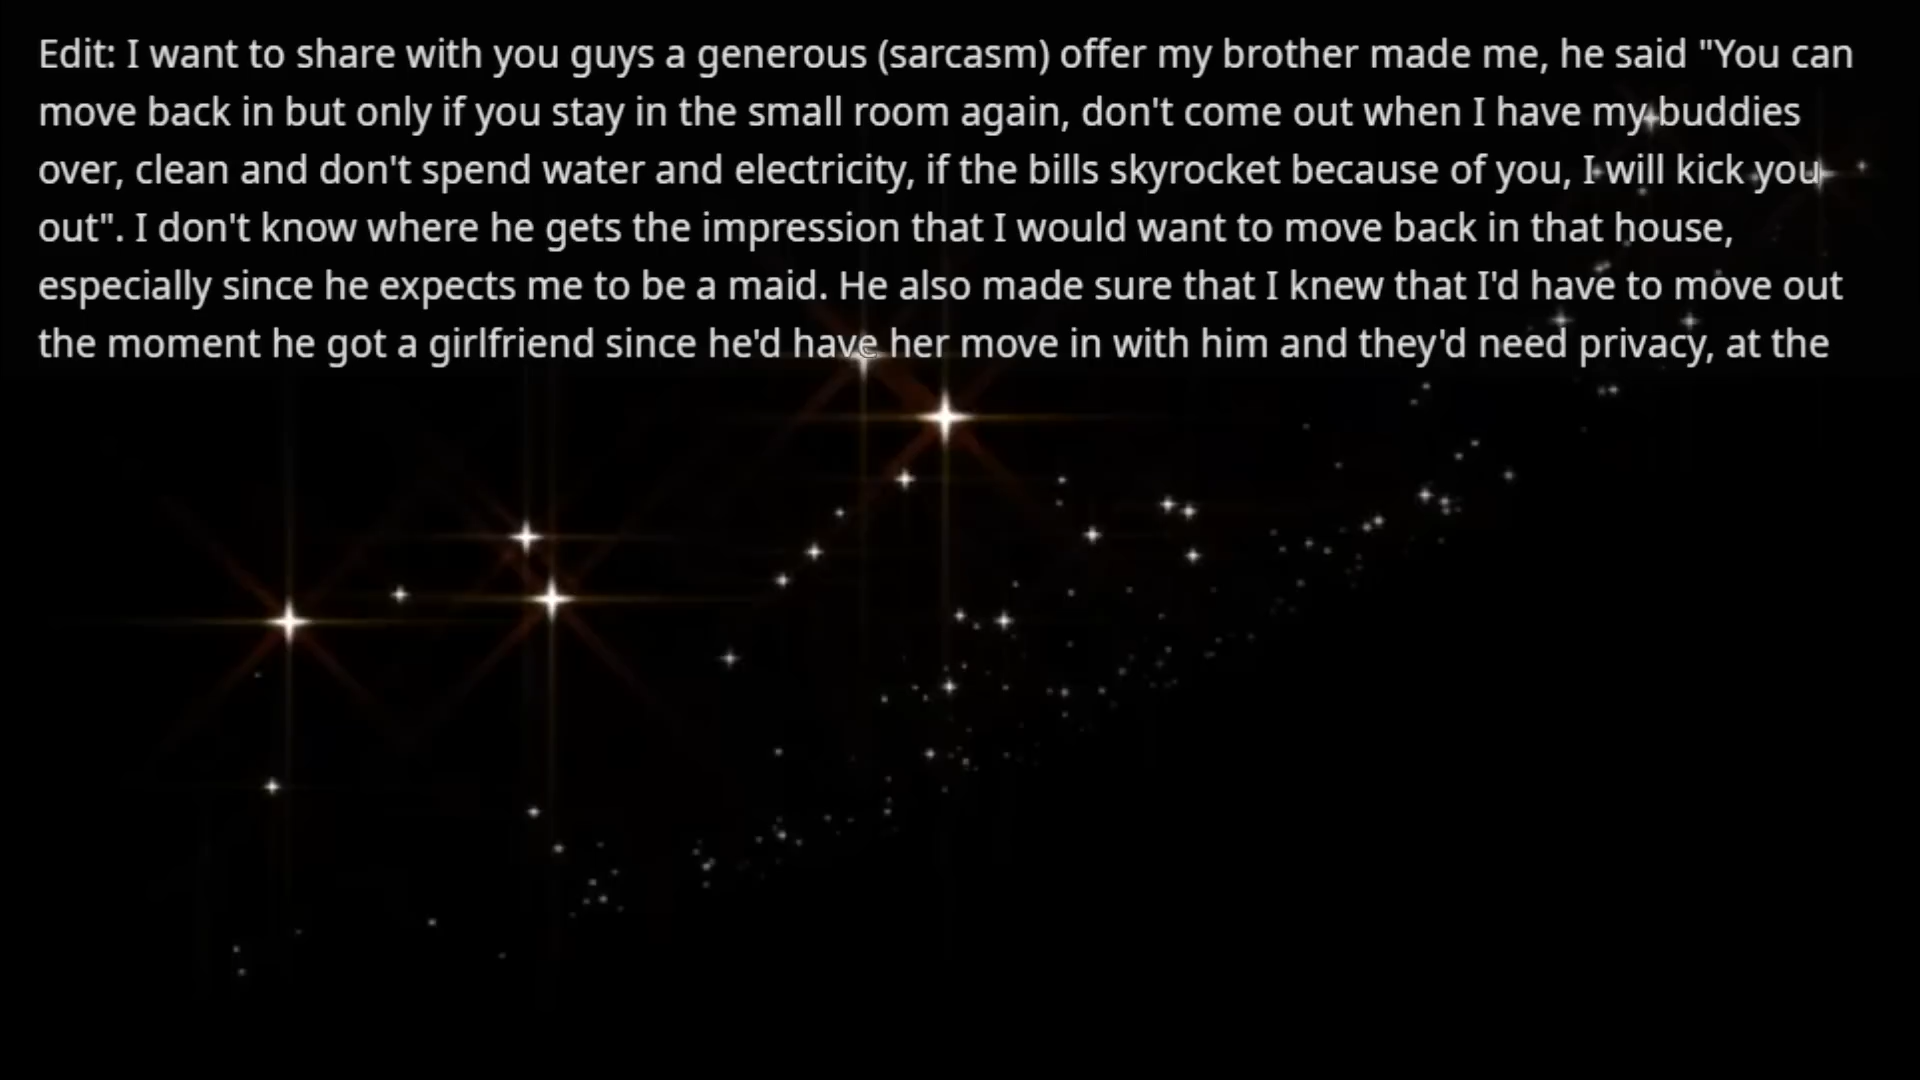 Edit: I want to share with you guys a generous (sarcasm) offer my brother made me, he said "You can
move back in but only if you stay in the small room again, don't come out when I have my buddies
over, clean and don't spend water and electricity, if the bills skyrocket because of you, I will kick you
out". I don't know where he gets the impression that I would want to move back in that house,
especially since he expects me to be a maid. He also made sure that I knew that I'd have to move out
the moment he got a girlfriend since he'd have her move in with him and they'd need privacy, at the